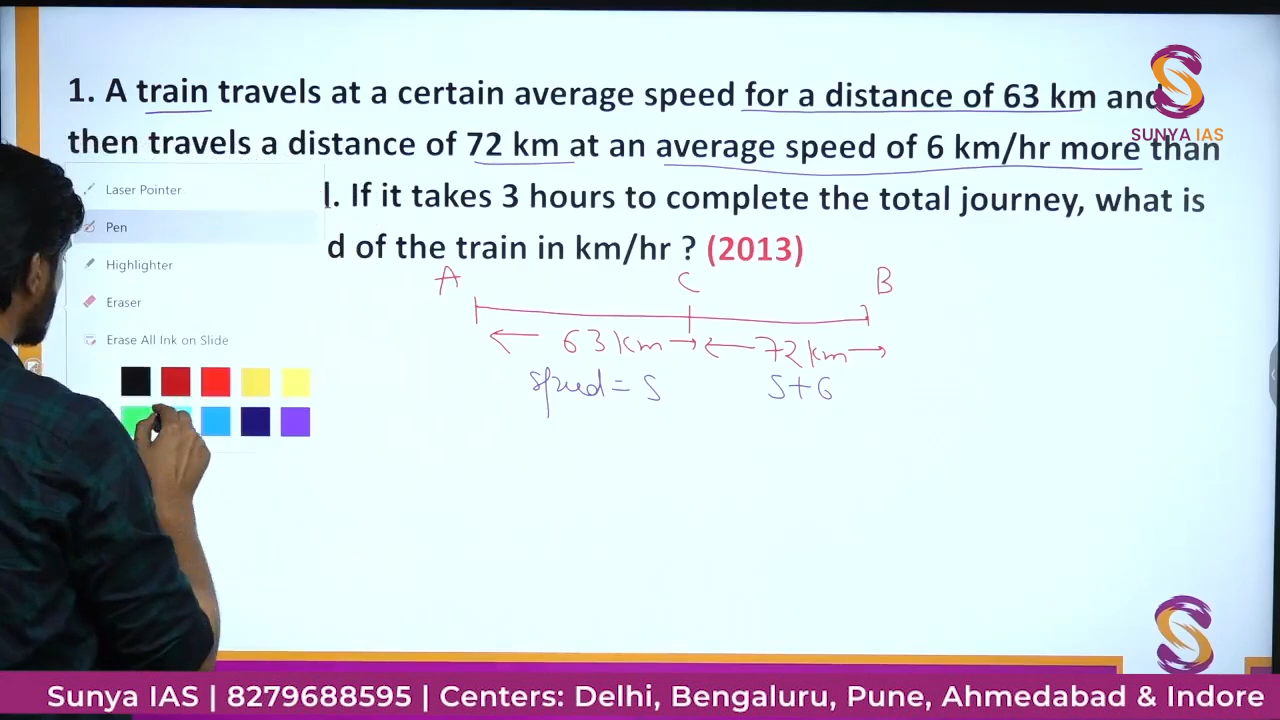 1. A train travels at a certain average speed for a distance of 63 km and
then travels a distance of 72 km at an average speed of 6 km/hr more than
l. If it takes 3 hours to complete the total journey, what is
d of the train in km/hr ? (2013)
SUNYA IAS
Laser Pointer
Pen
Highlighter
Eraser
Erase All Ink on Slide
A C B
63 km 72 km
speed = S S+6
Sunya IAS | 8279688595 | Centers: Delhi, Bengaluru, Pune, Ahmedabad & Indore